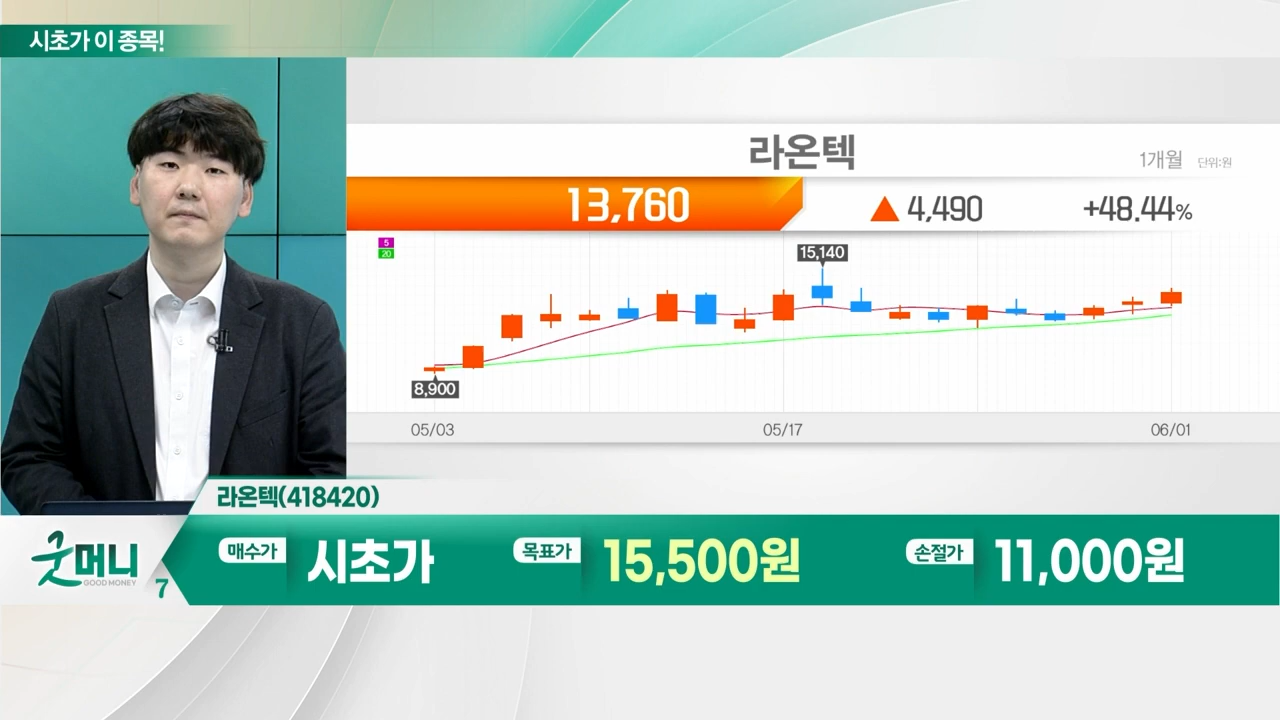 시초가 이 종목!
라온텍
1개월 단위:원
13,760 ▲ 4,490 +48.44%
5
20
15,140
8,900
05/03 05/17 06/01
라온텍(418420)
굿머니
GOOD MONEY
7
매수가 시초가 목표가 15,500원 손절가 11,000원